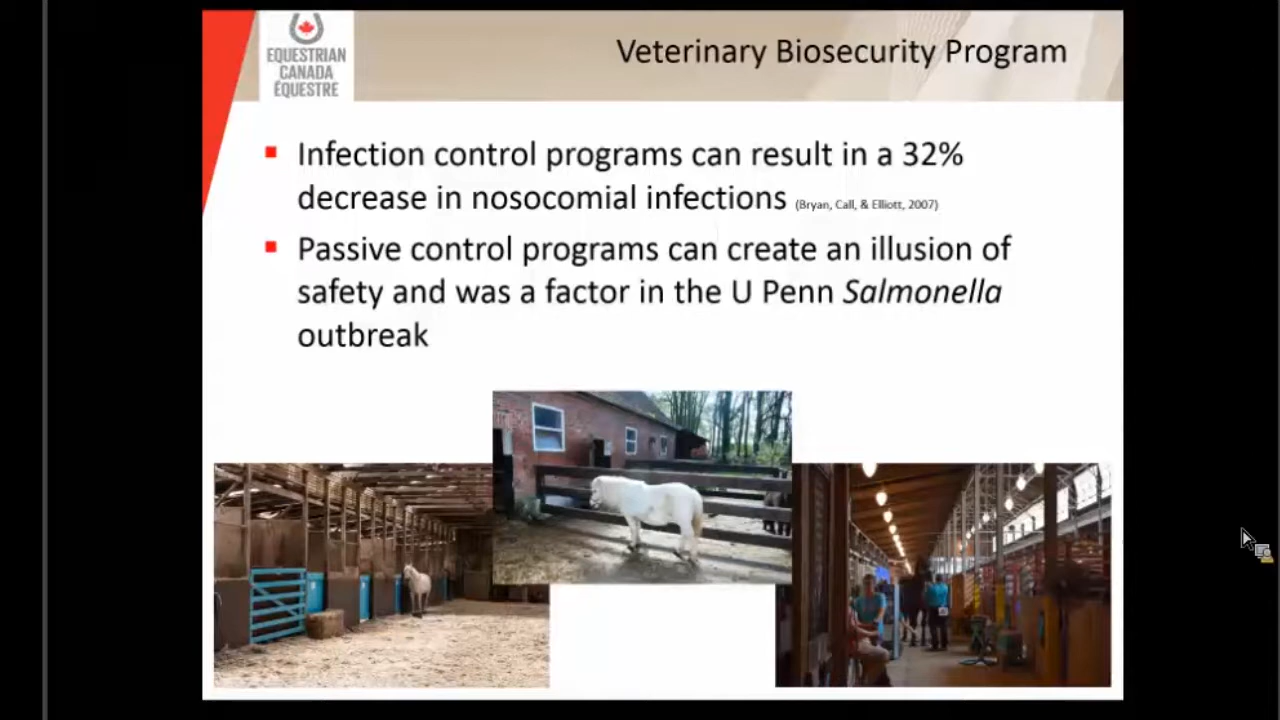 EQUESTRIAN
CANADA
ÉQUESTRE
Veterinary Biosecurity Program
Infection control programs can result in a 32%
decrease in nosocomial infections (Bryan, Call, & Elliott, 2007)
Passive control programs can create an illusion of
safety and was a factor in the U Penn Salmonella
outbreak